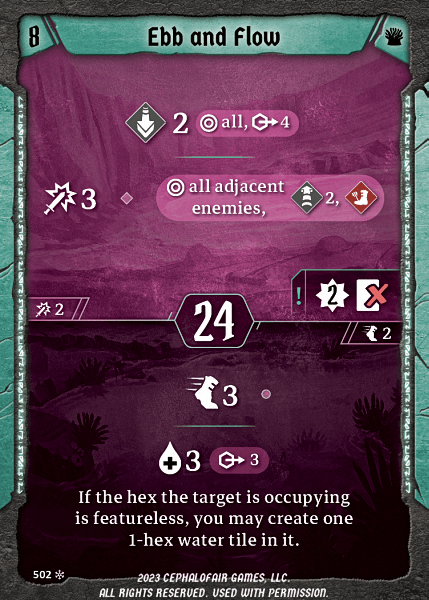 8 Ebb and Flow
2 all, 4
3 all adjacent
enemies, 2,
! 2
2
24
2
3
3 3
If the hex the target is occupying
is featureless, you may create one
1-hex water tile in it.
502
2023 CEPHALOFAIR GAMES, LLC.
ALL RIGHTS RESERVED. USED WITH PERMISSION.